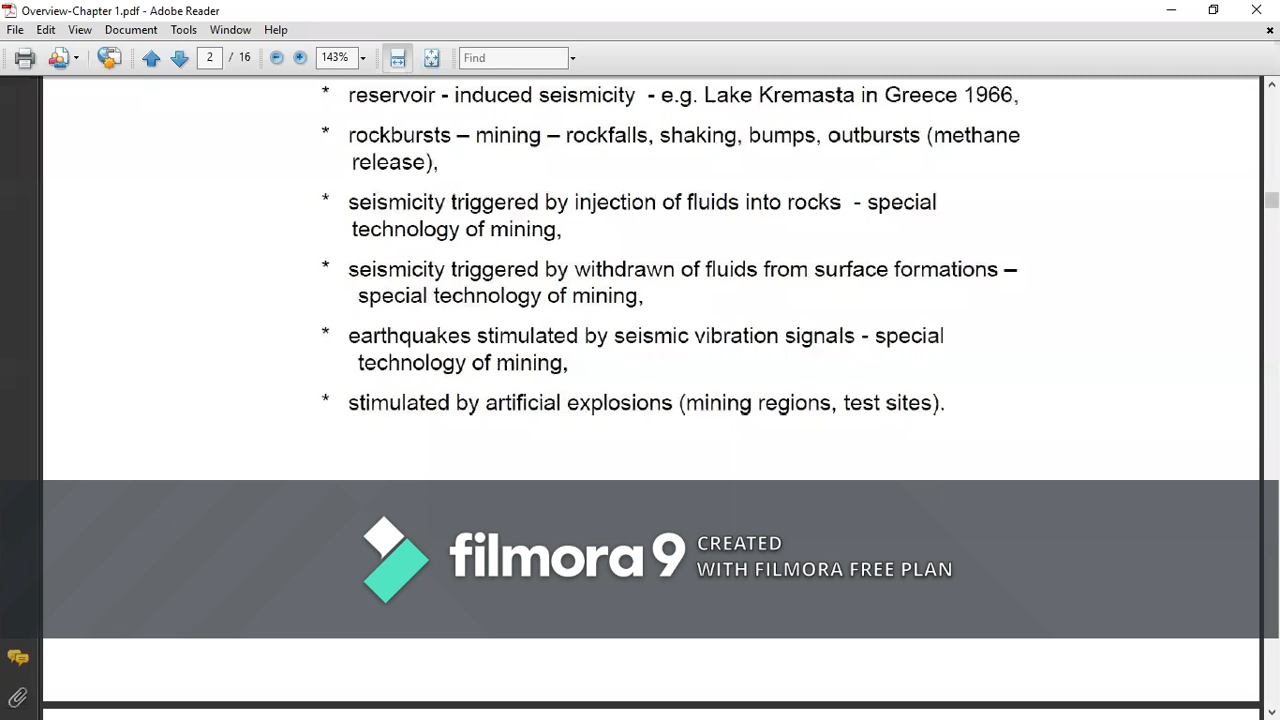 Overview-Chapter 1.pdf - Adobe Reader
File Edit View Document Tools Window Help
2 / 16 143% Find
* reservoir - induced seismicity - e.g. Lake Kremasta in Greece 1966,
* rockbursts – mining – rockfalls, shaking, bumps, outbursts (methane
release),
* seismicity triggered by injection of fluids into rocks - special
technology of mining,
* seismicity triggered by withdrawn of fluids from surface formations –
special technology of mining,
* earthquakes stimulated by seismic vibration signals - special
technology of mining,
* stimulated by artificial explosions (mining regions, test sites).
filmora 9 CREATED
WITH FILMORA FREE PLAN